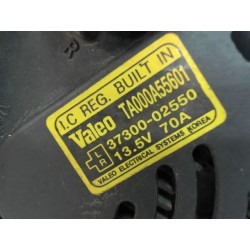 I.C REG. BUILT IN
Valeo TA000A55601
37300-02550
R 13.5V 70A
VALEO ELECTRICAL SYSTEMS KOREA
R